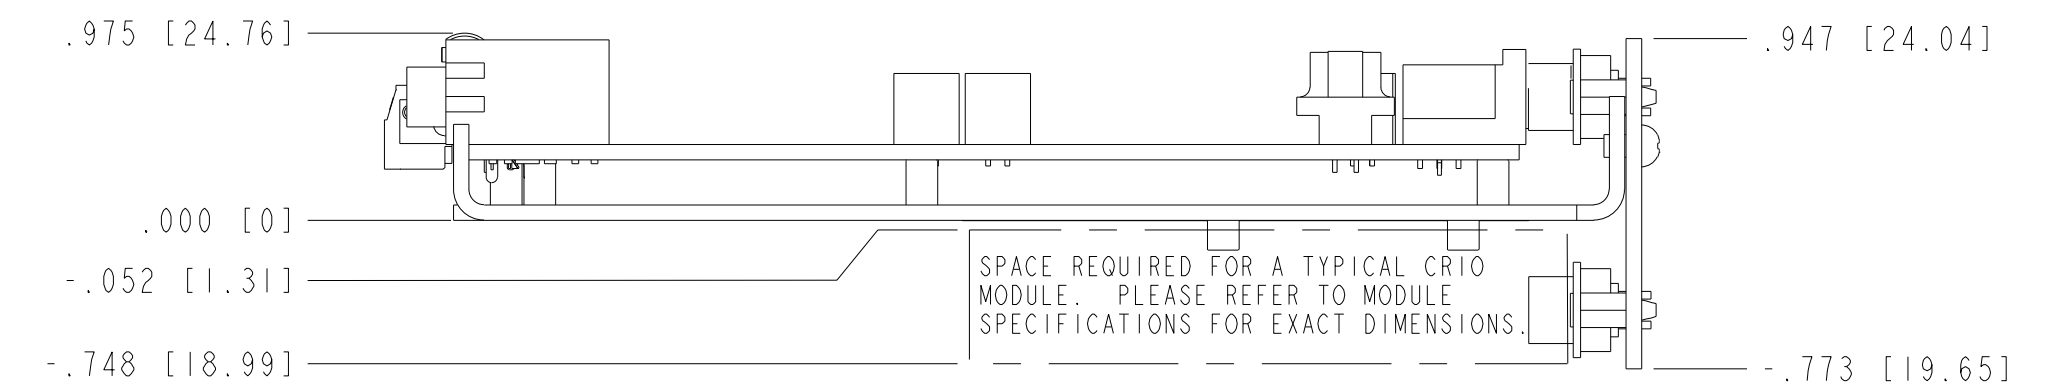 .975 [24.76]
.947 [24.04]
.000 [0]
-.052 [1.31]
SPACE REQUIRED FOR A TYPICAL CRIO
MODULE. PLEASE REFER TO MODULE
SPECIFICATIONS FOR EXACT DIMENSIONS.
-.748 [18.99]
-.773 [19.65]